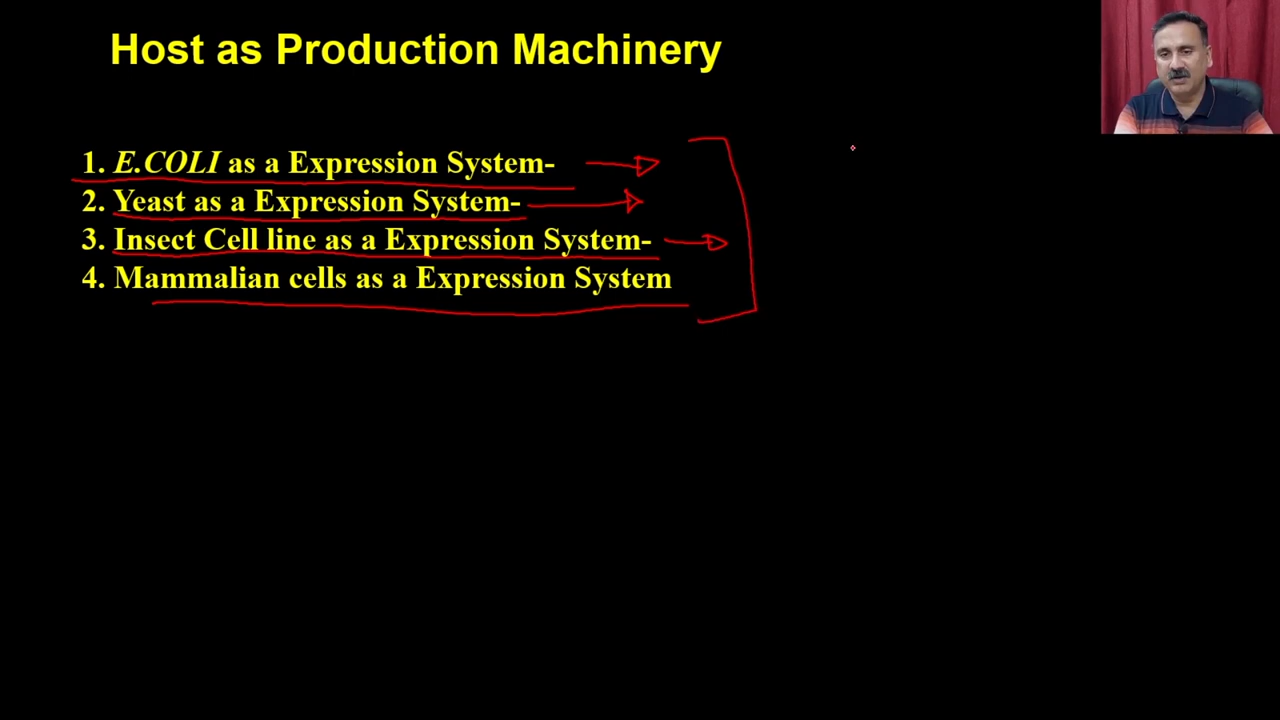 Host as Production Machinery
1. E.COLI as a Expression System-
2. Yeast as a Expression System-
3. Insect Cell line as a Expression System-
4. Mammalian cells as a Expression System